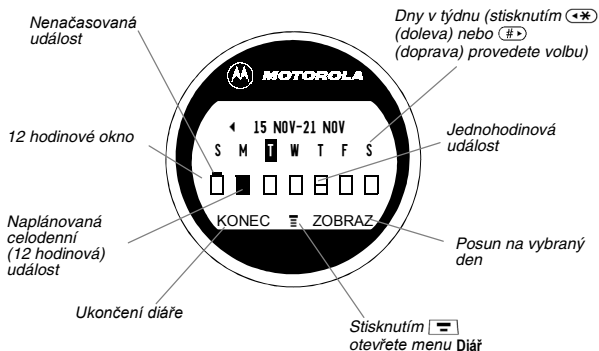 Nenačasovaná
událost
Dny v týdnu (stisknutím
(doleva) nebo #
(doprava) provedete volbu)
MOTOROLA
15 NOV-21 NOV
S M T W T F S
12 hodinové okno
Jednohodinová
událost
Naplánovaná
celodenní
(12 hodinová)
událost
KONEC ZOBRAZ
Posun na vybraný
den
Ukončení diáře
Stisknutím
otevřete menu Diář